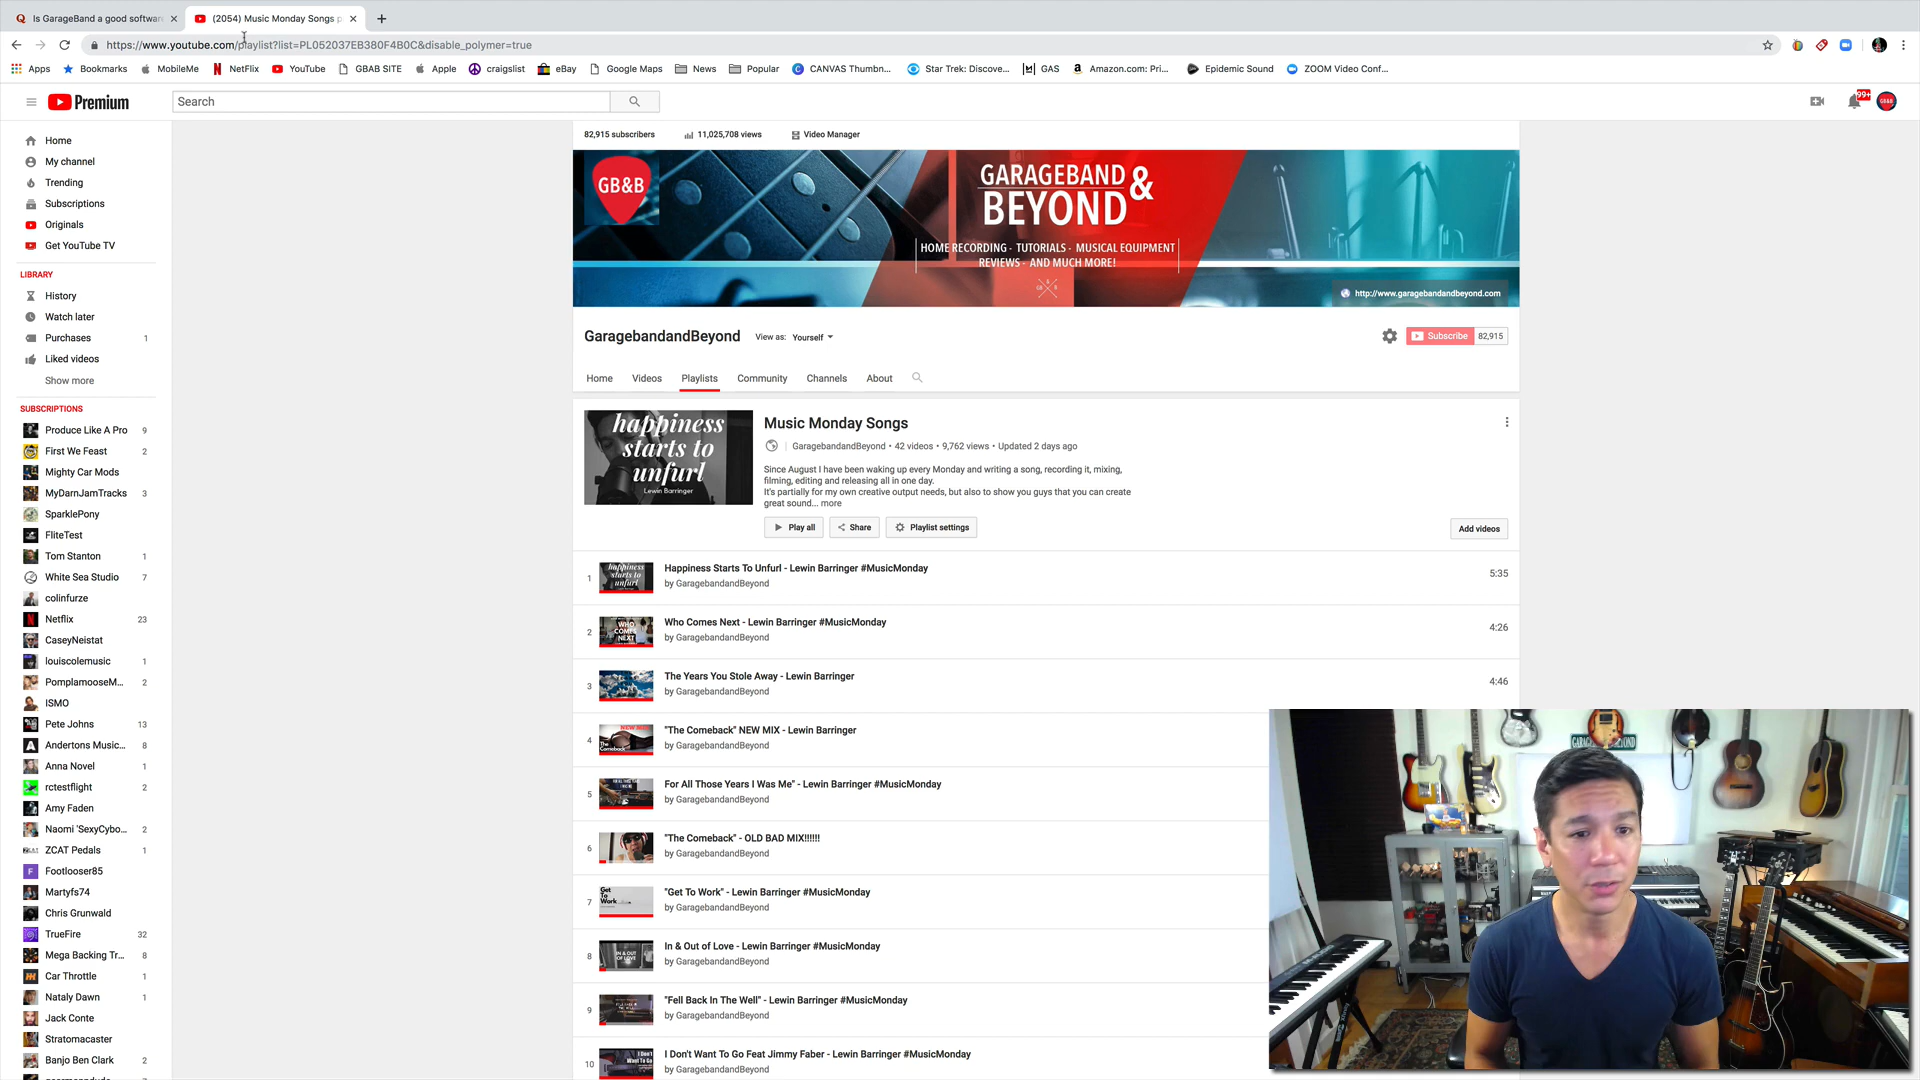 Is GarageBand a good softwar
(2054) Music Monday Songs p
https://www.youtube.com/playlist?list=PL052037EB380F4B0C&disable_polymer=true
Apps Bookmarks MobileMe NetFlix YouTube GBAB SITE Apple craigslist eBay Google Maps News Popular CANVAS Thumbn... Star Trek: Discove... GAS Amazon.com: Pri... Epidemic Sound ZOOM Video Conf...
Premium
Search
99+
GB&B
Home
My channel
Trending
Subscriptions
Originals
Get YouTube TV
LIBRARY
History
Watch later
Purchases 1
Liked videos
Show more
SUBSCRIPTIONS
Produce Like A Pro 9
First We Feast 2
Mighty Car Mods
MyDarnJamTracks 3
SparklePony
FliteTest
Tom Stanton 1
White Sea Studio 7
colinfurze
Netflix 23
CaseyNeistat
louiscolemusic 1
PomplamooseM... 2
ISMO
Pete Johns 13
Andertons Music... 8
Anna Novel 1
rctestflight 2
Amy Faden
Naomi 'SexyCybo... 2
ZCAT Pedals 1
Footlooser85
Martyfs74
Chris Grunwald
TrueFire 32
Mega Backing Tr... 8
Car Throttle 1
Nataly Dawn 1
Jack Conte
Stratomacaster
Banjo Ben Clark 2
82,915 subscribers 11,025,708 views Video Manager
GB&B
GARAGEBAND & BEYOND
HOME RECORDING - TUTORIALS - MUSICAL EQUIPMENT
REVIEWS - AND MUCH MORE!
http://www.garagebandandbeyond.com
GaragebandandBeyond View as: Yourself
Subscribe 82,915
Home Videos Playlists Community Channels About
happiness
starts to
unfurl
Lewin Barringer
Music Monday Songs
GaragebandandBeyond • 42 videos • 9,762 views • Updated 2 days ago
Since August I have been waking up every Monday and writing a song, recording it, mixing,
filming, editing and releasing all in one day.
It's partially for my own creative output needs, but also to show you guys that you can create
great sound... more
Play all Share Playlist settings Add videos
1 Happiness Starts To Unfurl - Lewin Barringer #MusicMonday 5:35
by GaragebandandBeyond
2 Who Comes Next - Lewin Barringer #MusicMonday 4:26
by GaragebandandBeyond
3 The Years You Stole Away - Lewin Barringer 4:46
by GaragebandandBeyond
4 "The Comeback" NEW MIX - Lewin Barringer
by GaragebandandBeyond
5 For All Those Years I Was Me" - Lewin Barringer #MusicMonday
by GaragebandandBeyond
6 "The Comeback" - OLD BAD MIX!!!!!!
by GaragebandandBeyond
7 "Get To Work" - Lewin Barringer #MusicMonday
by GaragebandandBeyond
8 In & Out of Love - Lewin Barringer #MusicMonday
by GaragebandandBeyond
9 "Fell Back In The Well" - Lewin Barringer #MusicMonday
by GaragebandandBeyond
10 I Don't Want To Go Feat Jimmy Faber - Lewin Barringer #MusicMonday
by GaragebandandBeyond